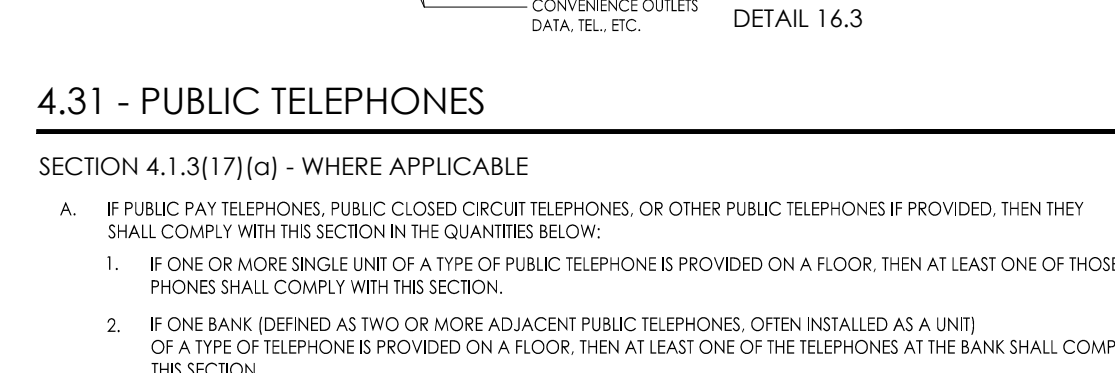 CONVENIENCE OUTLETS
DATA, TEL., ETC.
DETAIL 16.3
4.31 - PUBLIC TELEPHONES
SECTION 4.1.3(17)(a) - WHERE APPLICABLE
A. IF PUBLIC PAY TELEPHONES, PUBLIC CLOSED CIRCUIT TELEPHONES, OR OTHER PUBLIC TELEPHONES IF PROVIDED, THEN THEY
SHALL COMPLY WITH THIS SECTION IN THE QUANTITIES BELOW:
1. IF ONE OR MORE SINGLE UNIT OF A TYPE OF PUBLIC TELEPHONE IS PROVIDED ON A FLOOR, THEN AT LEAST ONE OF THOSE
PHONES SHALL COMPLY WITH THIS SECTION.
2. IF ONE BANK (DEFINED AS TWO OR MORE ADJACENT PUBLIC TELEPHONES, OFTEN INSTALLED AS A UNIT)
OF A TYPE OF TELEPHONE IS PROVIDED ON A FLOOR, THEN AT LEAST ONE OF THE TELEPHONES AT THE BANK SHALL COMP
THIS SECTION